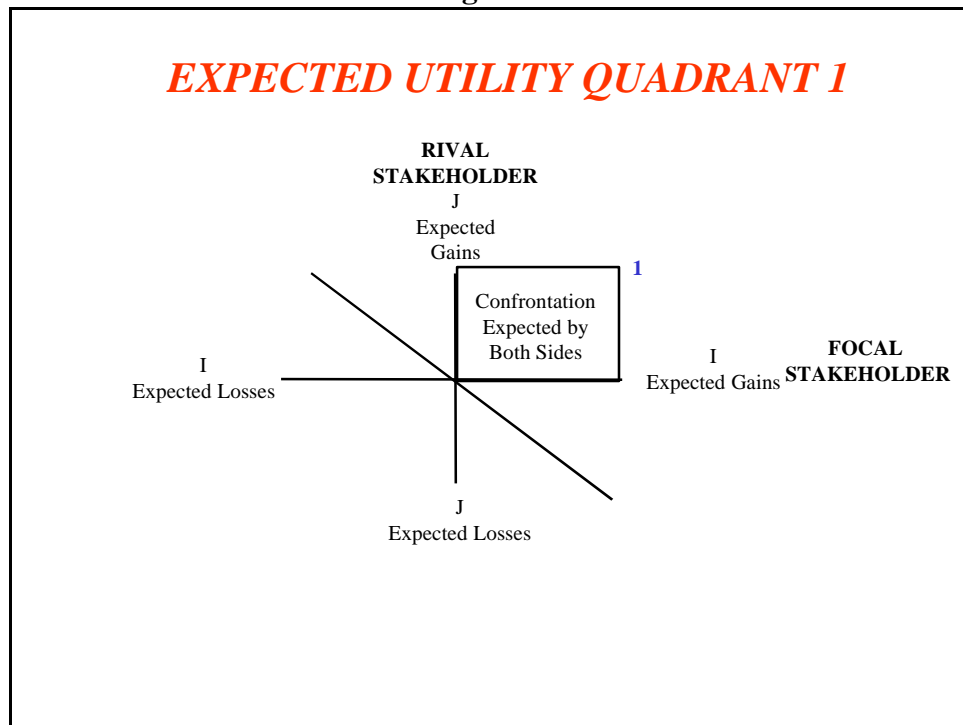 EXPECTED UTILITY QUADRANT 1
RIVAL
STAKEHOLDER
J
Expected
Gains
1
Confrontation
Expected by
Both Sides
I
Expected Losses
I
Expected Gains
FOCAL
STAKEHOLDER
J
Expected Losses